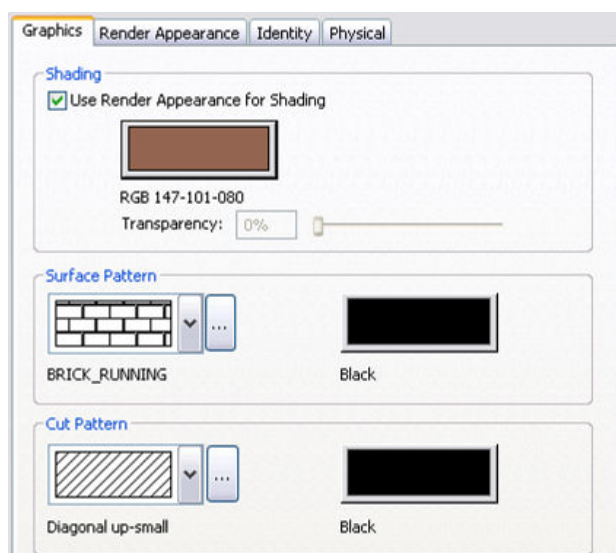 Graphics Render Appearance Identity Physical
Shading
Use Render Appearance for Shading
RGB 147-101-080
Transparency: 0%
Surface Pattern
...
BRICK_RUNNING Black
Cut Pattern
...
Diagonal up-small Black